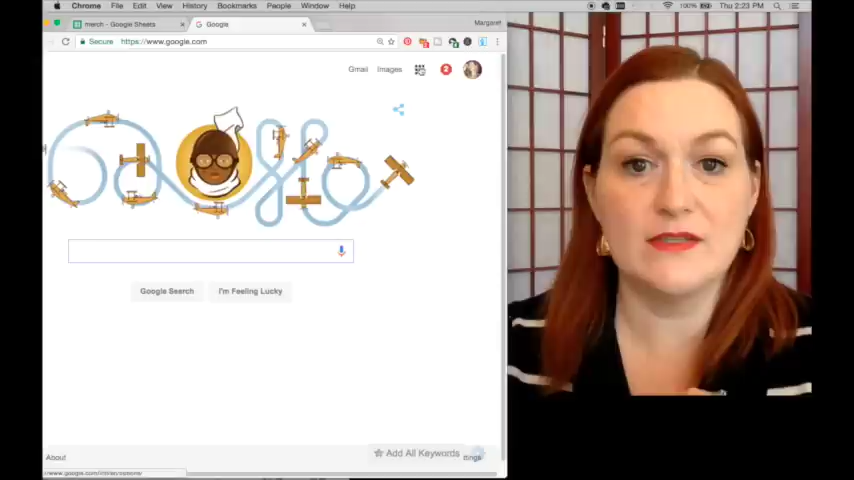 Chrome File Edit View History Bookmarks People Window Help 100% Thu 2:23 PM
merch - Google Sheets Google Margaret
Secure https://www.google.com
Gmail Images 2
Google Search I'm Feeling Lucky
About Add All Keywords ttings